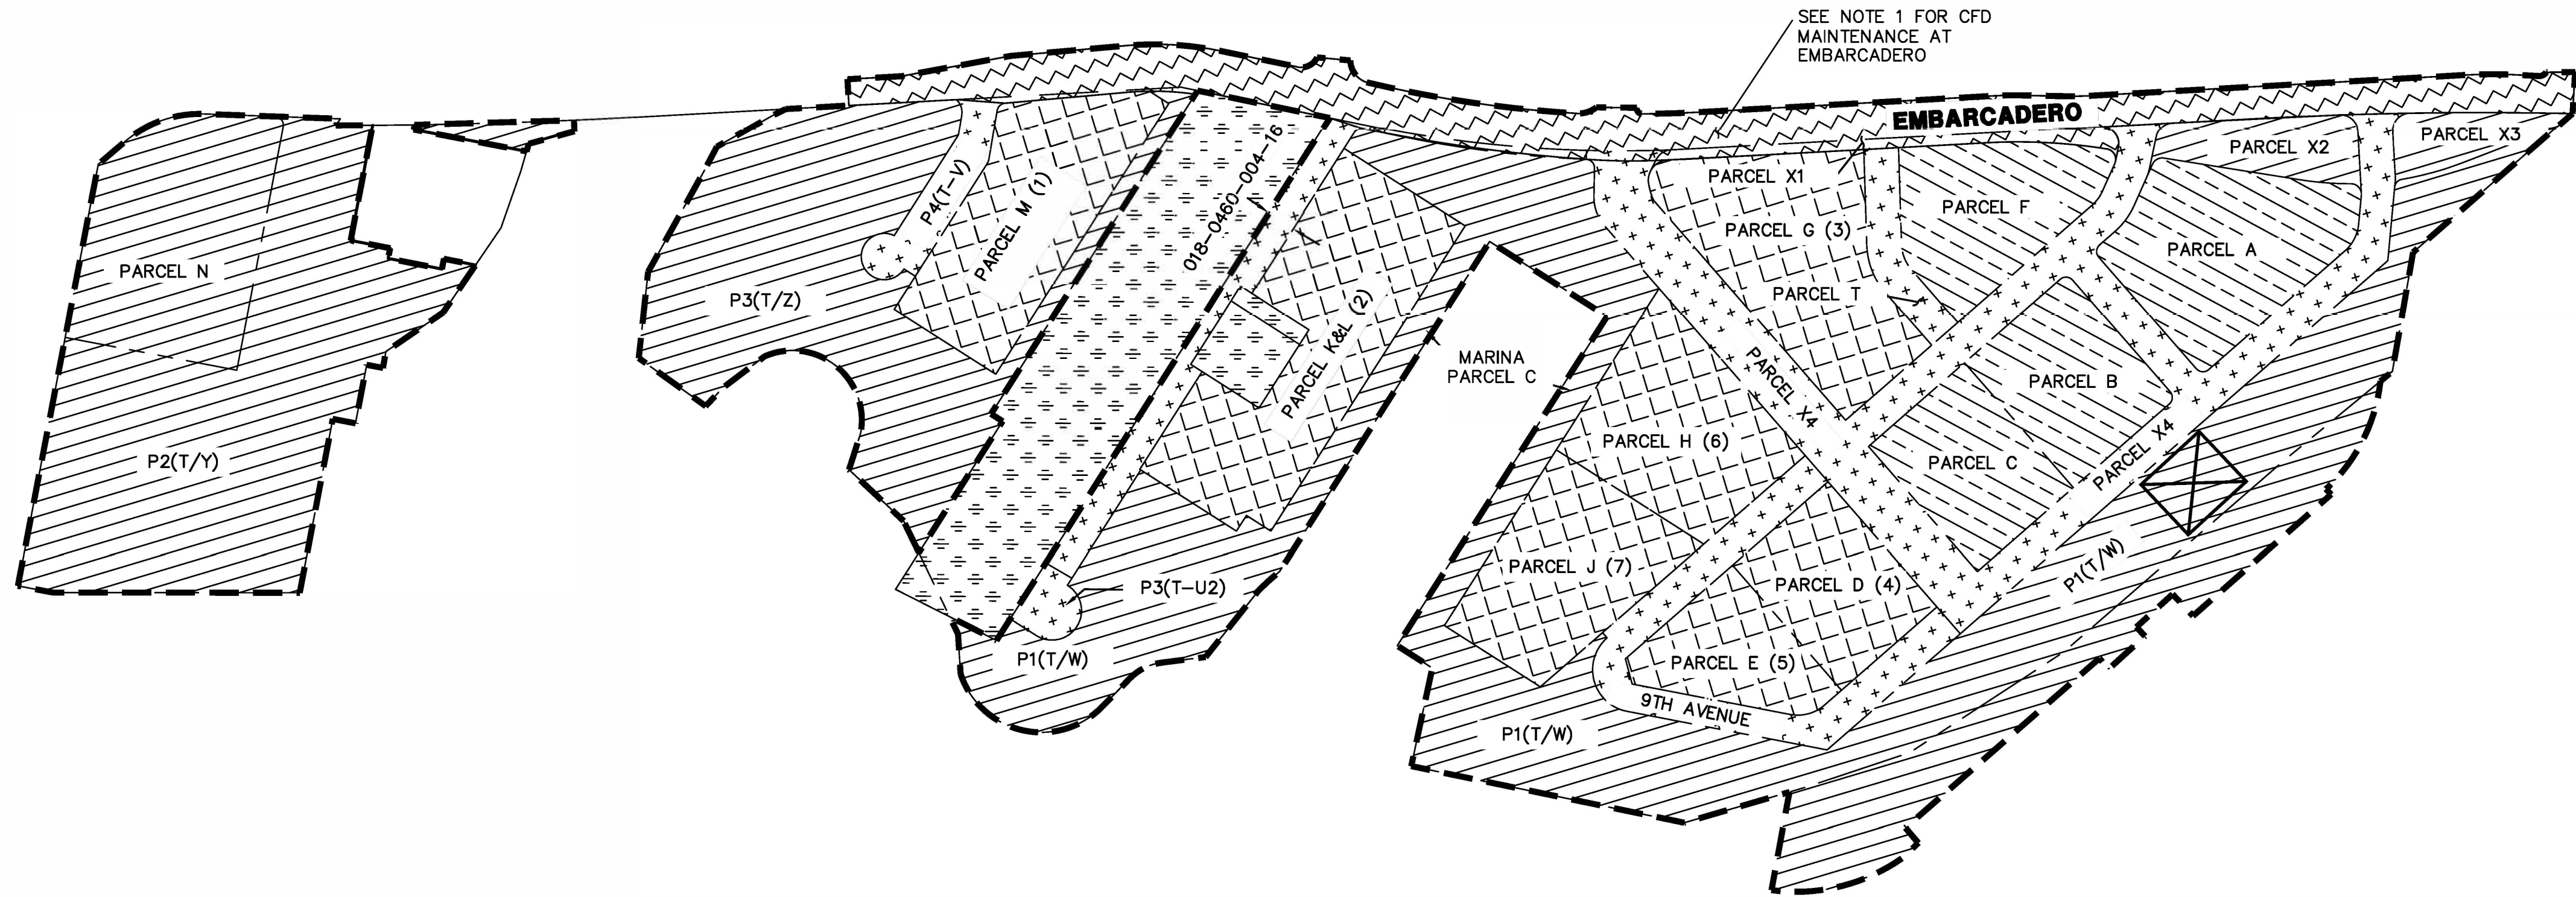 SEE NOTE 1 FOR CFD
MAINTENANCE AT
EMBARCADERO
EMBARCADERO
PARCEL X3
PARCEL X2
PARCEL X1
PARCEL F
PARCEL G (3)
PARCEL A
PARCEL T
PARCEL X4
PARCEL B
PARCEL C
PARCEL X4
PARCEL H (6)
PARCEL J (7)
PARCEL D (4)
PARCEL E (5)
9TH AVENUE
P1(T/W)
P1(T/W)
MARINA
PARCEL C
PARCEL K&L (2)
018-0460-004-16
PARCEL M (1)
P4(T-V)
P3(T/Z)
P3(T-U2)
P1(T/W)
PARCEL N
P2(T/Y)